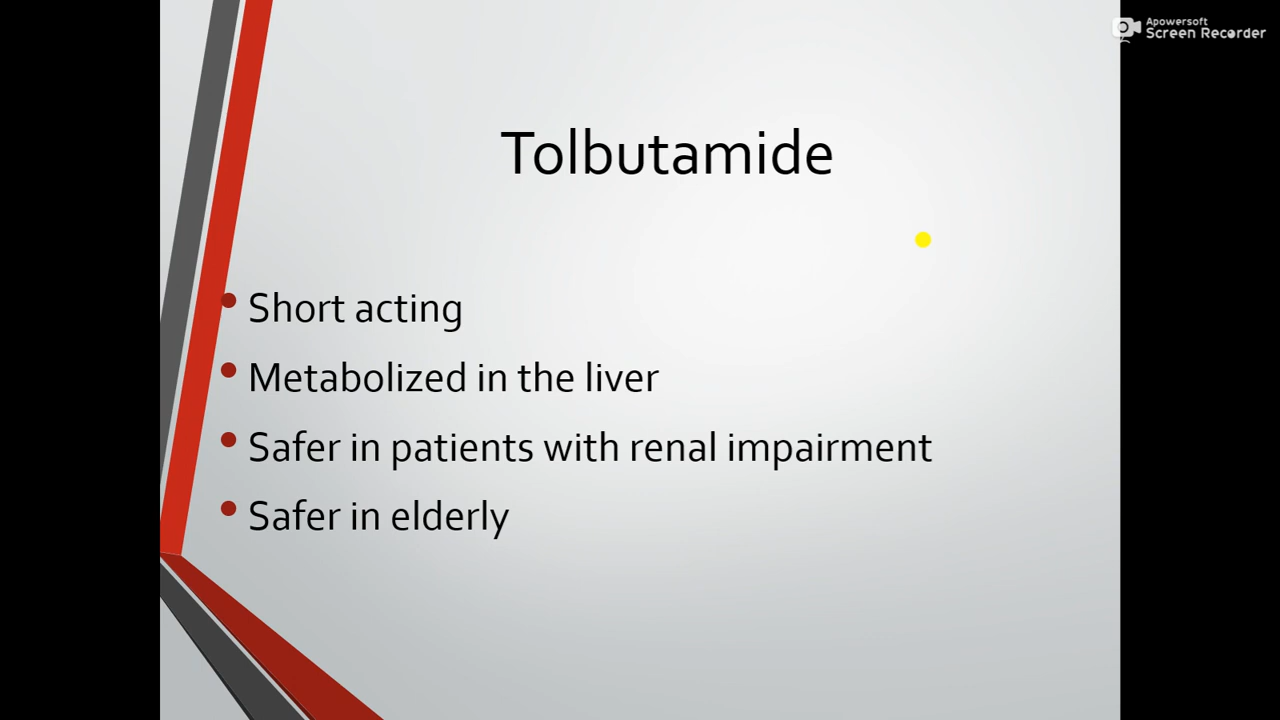 Apowersoft
Screen Recorder
Tolbutamide
• Short acting
• Metabolized in the liver
• Safer in patients with renal impairment
• Safer in elderly